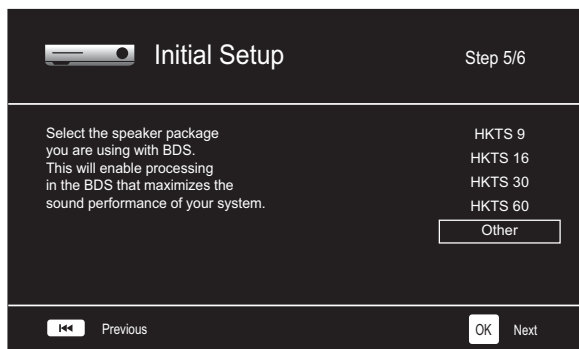 Initial Setup
Step 5/6
Select the speaker package
you are using with BDS.
This will enable processing
in the BDS that maximizes the
sound performance of your system.
HKTS 9
HKTS 16
HKTS 30
HKTS 60
Other
Previous
OK Next